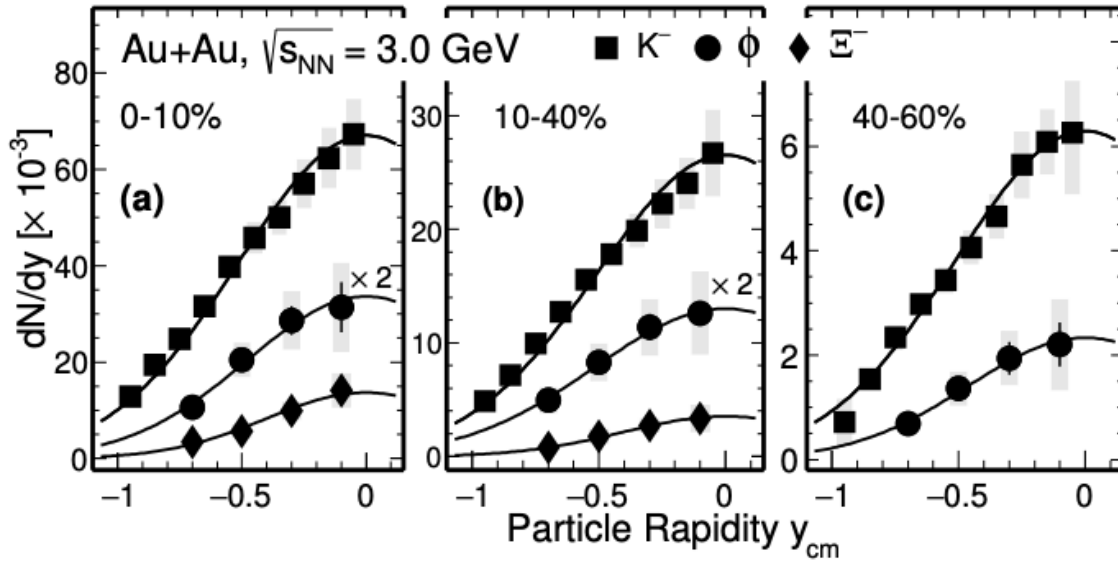 Au+Au, √sNN = 3.0 GeV K⁻ ϕ Ξ⁻
0-10% 10-40% 40-60%
(a) (b) (c)
× 2 × 2
dN/dy [× 10⁻³]
80
60
40
20
0
30
20
10
0
6
4
2
0
−1 −0.5 0 −1 −0.5 0 −1 −0.5 0
Particle Rapidity ycm